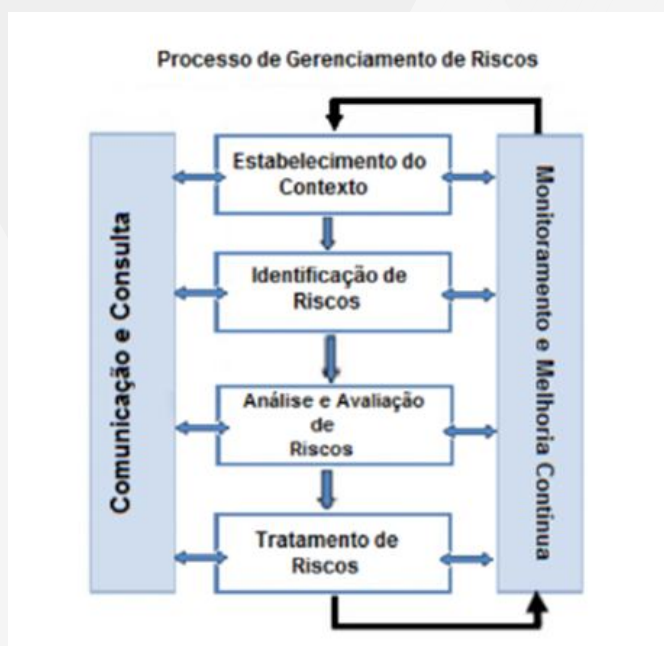 Processo de Gerenciamento de Riscos
Estabelecimento do
Contexto
Identificação de
Riscos
Análise e Avaliação
de
Riscos
Tratamento de
Riscos
Comunicação e Consulta
Monitoramento e Melhoria Contínua